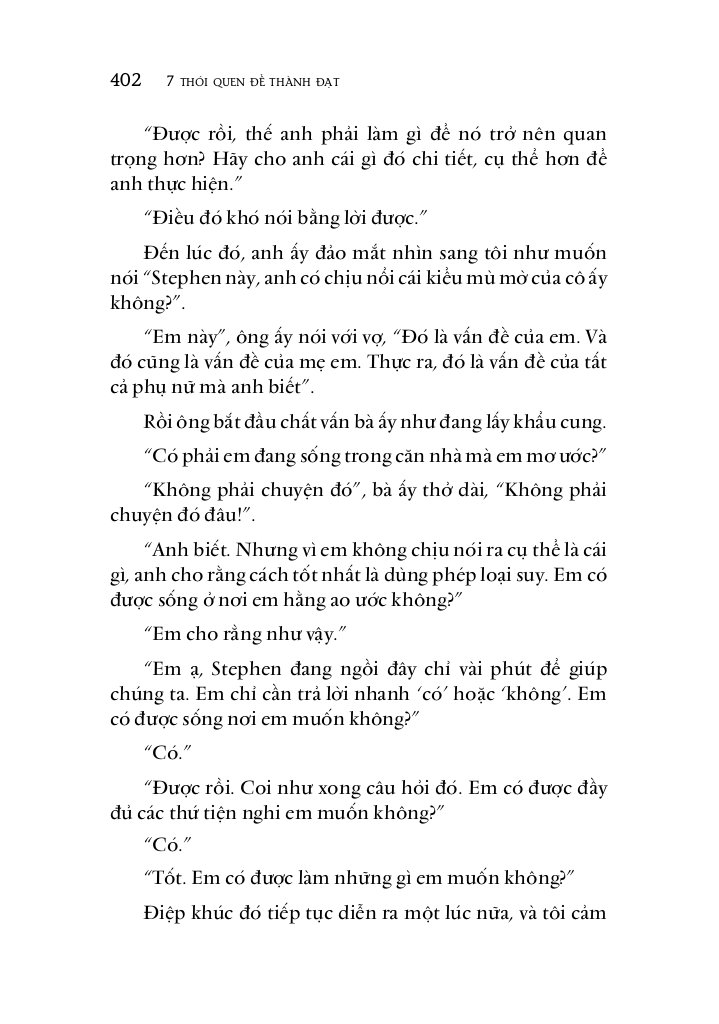 402 7 THÓI QUEN ĐỂ THÀNH ĐẠT
“Được rồi, thế anh phải làm gì để nó trở nên quan
trọng hơn? Hãy cho anh cái gì đó chi tiết, cụ thể hơn để
anh thực hiện.”
“Điều đó khó nói bằng lời được.”
Đến lúc đó, anh ấy đảo mắt nhìn sang tôi như muốn
nói “Stephen này, anh có chịu nổi cái kiểu mù mờ của cô ấy
không?”.
“Em này”, ông ấy nói với vợ, “Đó là vấn đề của em. Và
đó cũng là vấn đề của mẹ em. Thực ra, đó là vấn đề của tất
cả phụ nữ mà anh biết”.
Rồi ông bắt đầu chất vấn bà ấy như đang lấy khẩu cung.
“Có phải em đang sống trong căn nhà mà em mơ ước?”
“Không phải chuyện đó”, bà ấy thở dài, “Không phải
chuyện đó đâu!”.
“Anh biết. Nhưng vì em không chịu nói ra cụ thể là cái
gì, anh cho rằng cách tốt nhất là dùng phép loại suy. Em có
được sống ở nơi em hằng ao ước không?”
“Em cho rằng như vậy.”
“Em ạ, Stephen đang ngồi đây chỉ vài phút để giúp
chúng ta. Em chỉ cần trả lời nhanh ‘có’ hoặc ‘không’. Em
có được sống nơi em muốn không?”
“Có.”
“Được rồi. Coi như xong câu hỏi đó. Em có được đầy
đủ các thứ tiện nghi em muốn không?”
“Có.”
“Tốt. Em có được làm những gì em muốn không?”
Điệp khúc đó tiếp tục diễn ra một lúc nữa, và tôi cảm